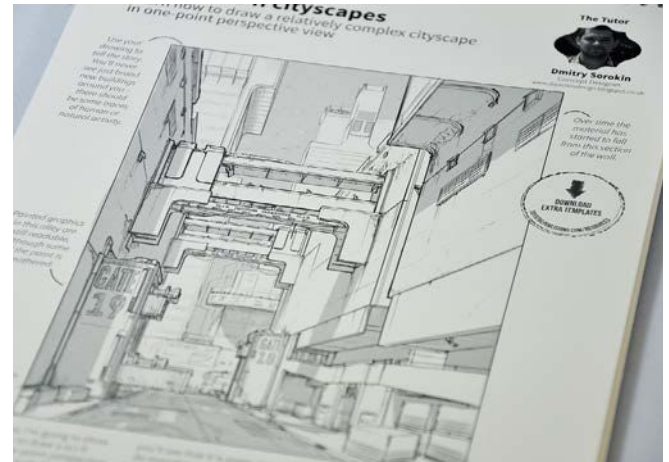 Cityscapes
how to draw a relatively complex cityscape
in one-point perspective view
The Tutor
Dmitry Sorokin
Concept Designer
Use your
drawing to
tell the story.
You'll never
see just brand
new buildings
around you -
there should
be some traces
of human or
natural activity.
Over time the
material has
started to fall
from this section
of the wall.
DOWNLOAD
EXTRA TEMPLATES
Painted graphics
in this alley are
still readable,
though some
of the paint is
weathered.
GATE
19
GATE